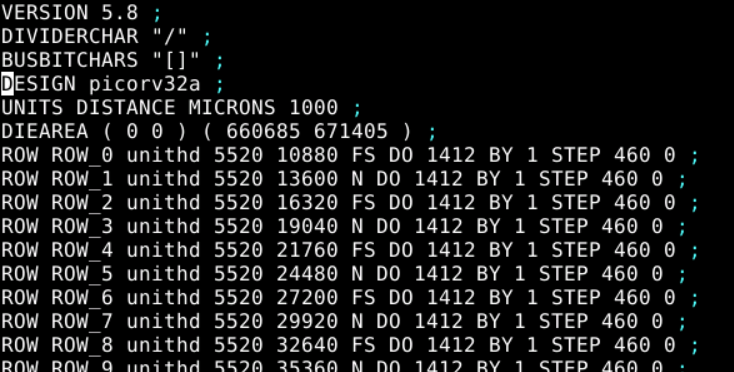 VERSION 5.8 ;
DIVIDERCHAR "/" ;
BUSBITCHARS "[]" ;
DESIGN picorv32a ;
UNITS DISTANCE MICRONS 1000 ;
DIEAREA ( 0 0 ) ( 660685 671405 ) ;
ROW ROW_0 unithd 5520 10880 FS DO 1412 BY 1 STEP 460 0 ;
ROW ROW_1 unithd 5520 13600 N DO 1412 BY 1 STEP 460 0 ;
ROW ROW_2 unithd 5520 16320 FS DO 1412 BY 1 STEP 460 0 ;
ROW ROW_3 unithd 5520 19040 N DO 1412 BY 1 STEP 460 0 ;
ROW ROW_4 unithd 5520 21760 FS DO 1412 BY 1 STEP 460 0 ;
ROW ROW_5 unithd 5520 24480 N DO 1412 BY 1 STEP 460 0 ;
ROW ROW_6 unithd 5520 27200 FS DO 1412 BY 1 STEP 460 0 ;
ROW ROW_7 unithd 5520 29920 N DO 1412 BY 1 STEP 460 0 ;
ROW ROW_8 unithd 5520 32640 FS DO 1412 BY 1 STEP 460 0 ;
ROW ROW_9 unithd 5520 35360 N DO 1412 BY 1 STEP 460 0 ;